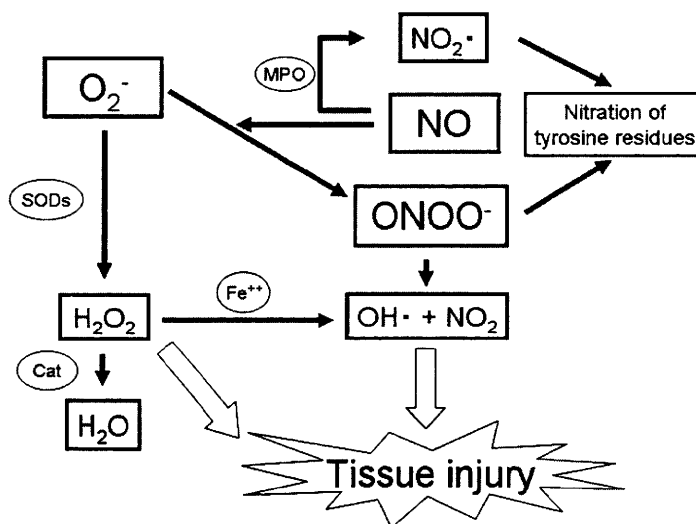 NO₂·
MPO
O₂⁻
NO
Nitration of
tyrosine residues
SODs
ONOO⁻
Fe⁺⁺
H₂O₂
OH· + NO₂
Cat
H₂O
Tissue injury